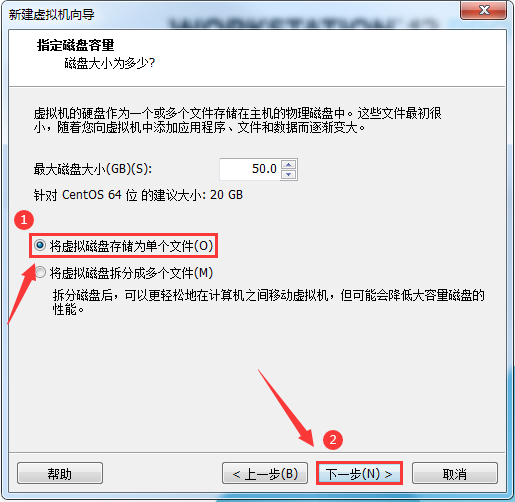 新建虚拟机向导
指定磁盘容量
磁盘大小为多少?
虚拟机的硬盘作为一个或多个文件存储在主机的物理磁盘中。这些文件最初很
小，随着您向虚拟机中添加应用程序、文件和数据而逐渐变大。
最大磁盘大小(GB)(S): 50.0
针对 CentOS 64 位 的建议大小: 20 GB
1
将虚拟磁盘存储为单个文件(O)
将虚拟磁盘拆分成多个文件(M)
拆分磁盘后，可以更轻松地在计算机之间移动虚拟机，但可能会降低大容量磁盘的
性能。
2
帮助 < 上一步(B) 下一步(N) > 取消